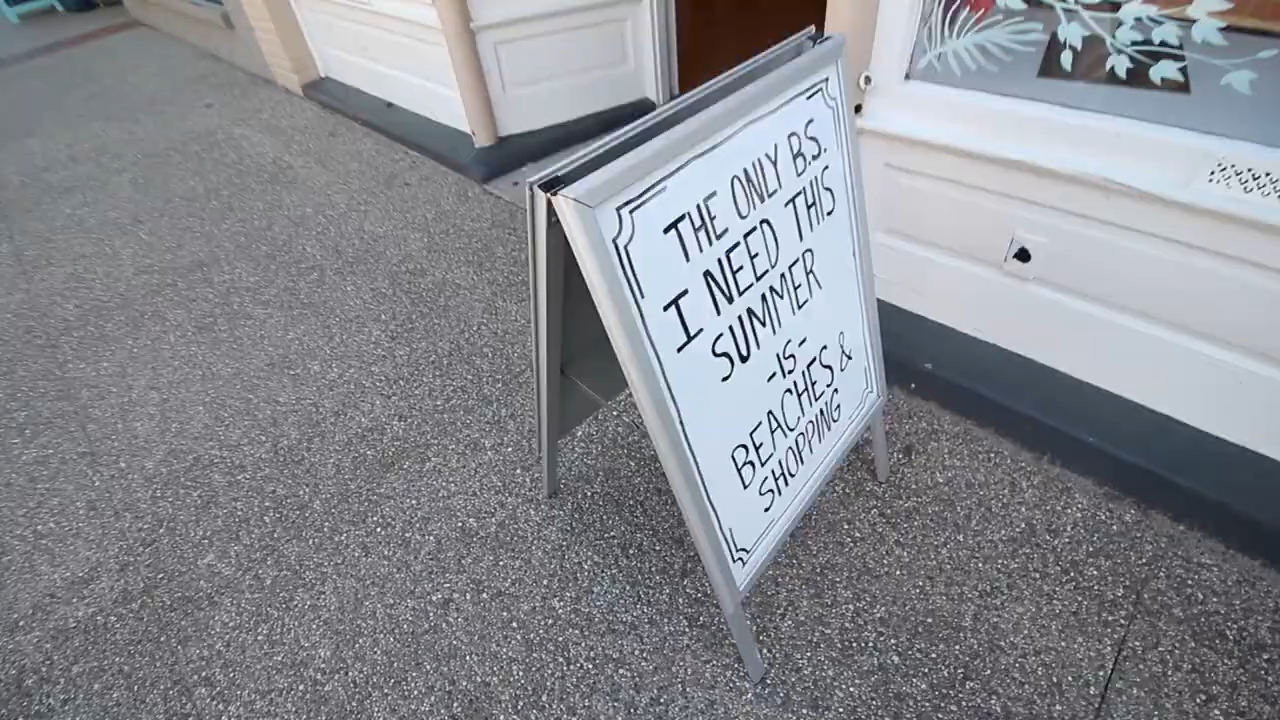 THE ONLY B.S.
I NEED THIS
SUMMER
-IS-
BEACHES &
SHOPPING